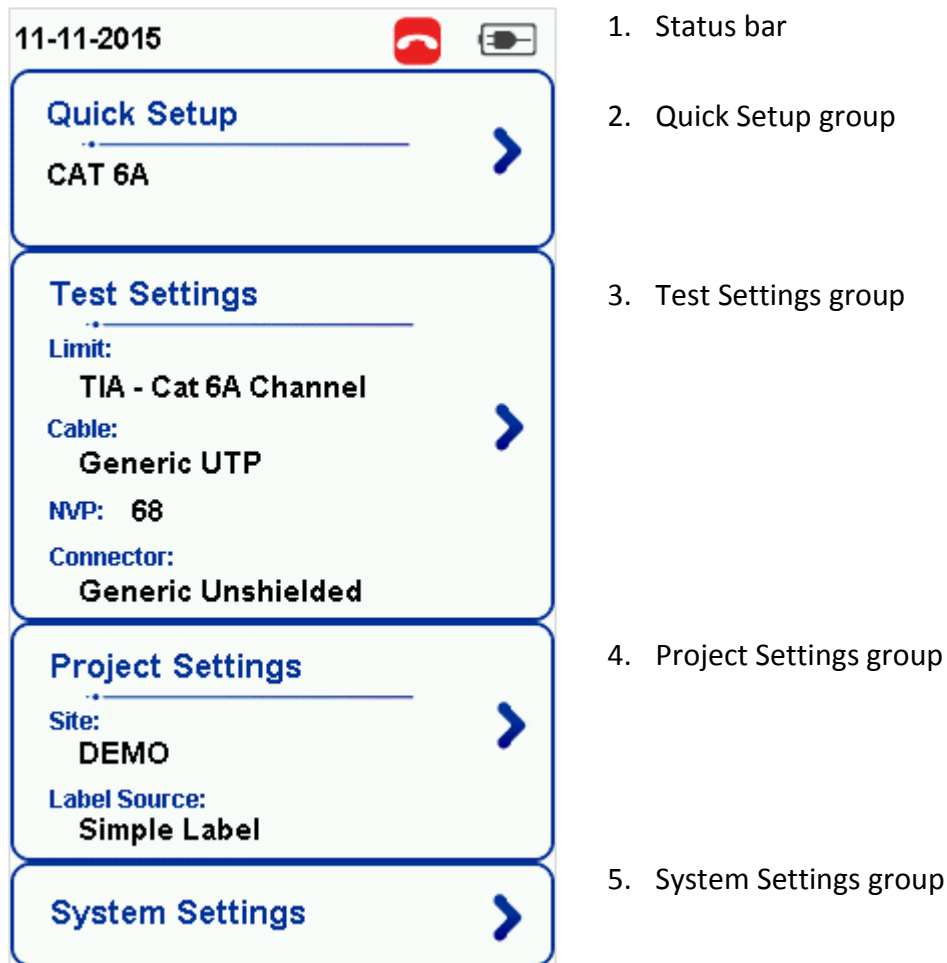 11-11-2015
1. Status bar
Quick Setup
2. Quick Setup group
CAT 6A
Test Settings
3. Test Settings group
Limit:
TIA - Cat 6A Channel
Cable:
Generic UTP
NVP: 68
Connector:
Generic Unshielded
Project Settings
4. Project Settings group
Site:
DEMO
Label Source:
Simple Label
System Settings
5. System Settings group